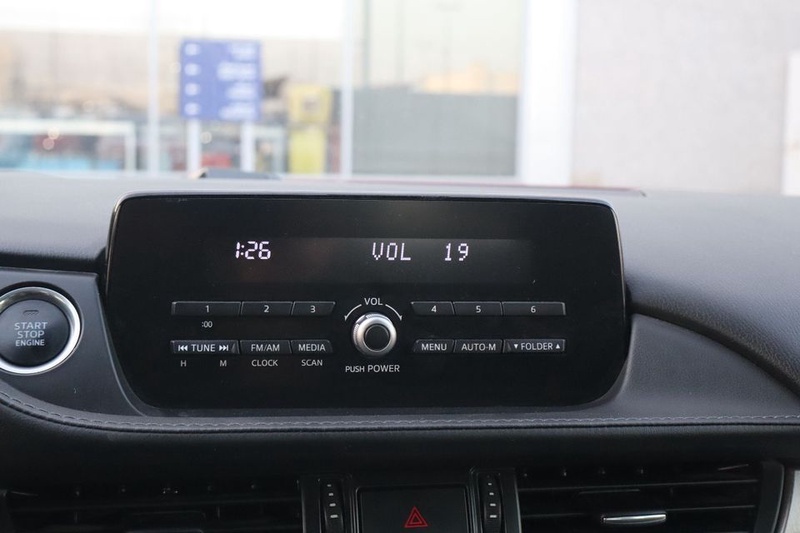 1:26 VOL 19
1 2 3 VOL 4 5 6
:00
START
STOP
ENGINE
⏮ TUNE ⏭ FM/AM MEDIA MENU AUTO-M ▼ FOLDER ▲
H M CLOCK SCAN PUSH POWER